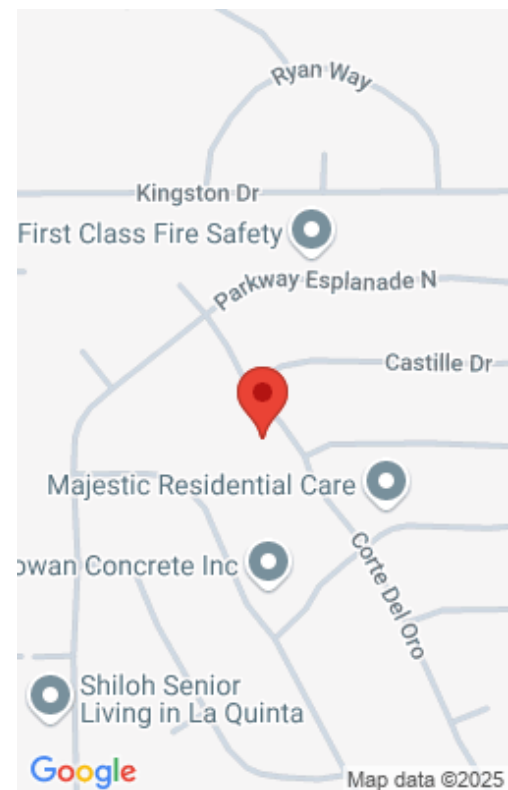 Ryan Way
Kingston Dr
First Class Fire Safety
Parkway Esplanade N
Castille Dr
Majestic Residential Care
owan Concrete Inc
Corte Del Oro
Shiloh Senior
Living in La Quinta
Google
Map data ©2025